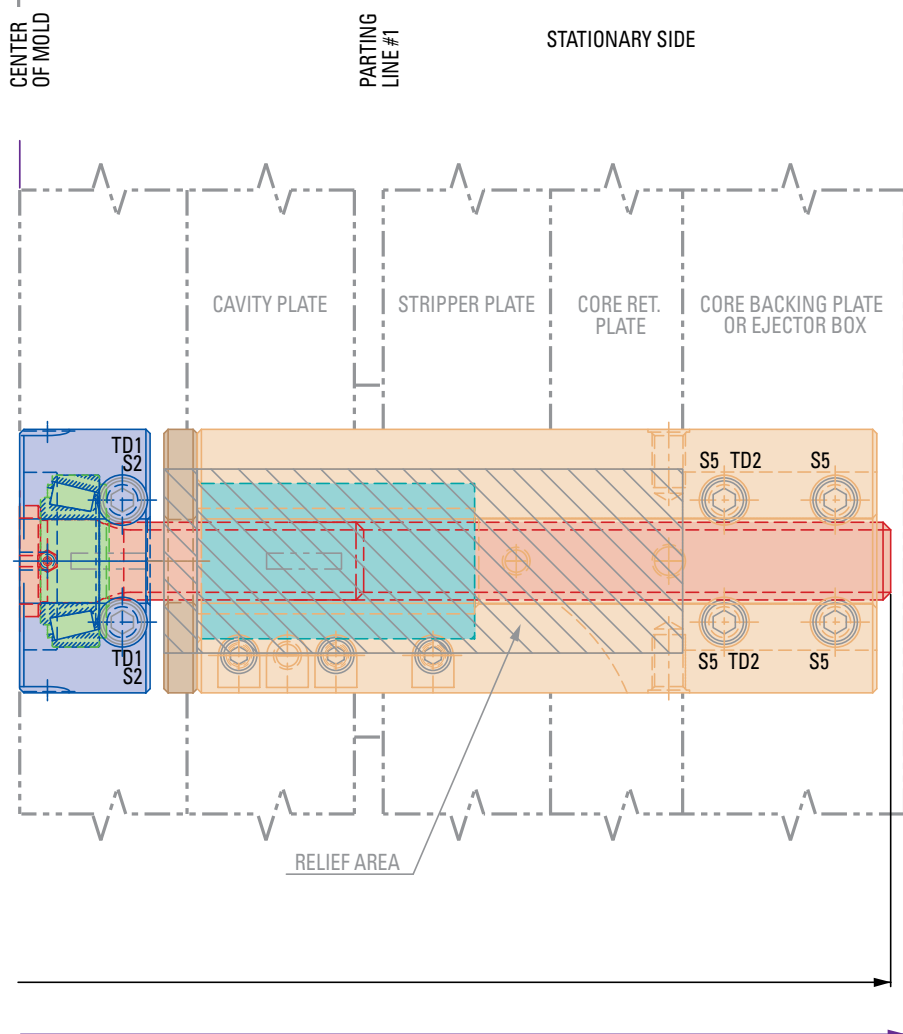 CENTER
OF MOLD
PARTING
LINE #1
STATIONARY SIDE
CAVITY PLATE
STRIPPER PLATE
CORE RET.
PLATE
CORE BACKING PLATE
OR EJECTOR BOX
TD1
S2
S5 TD2
S5
TD1
S2
S5 TD2
S5
RELIEF AREA